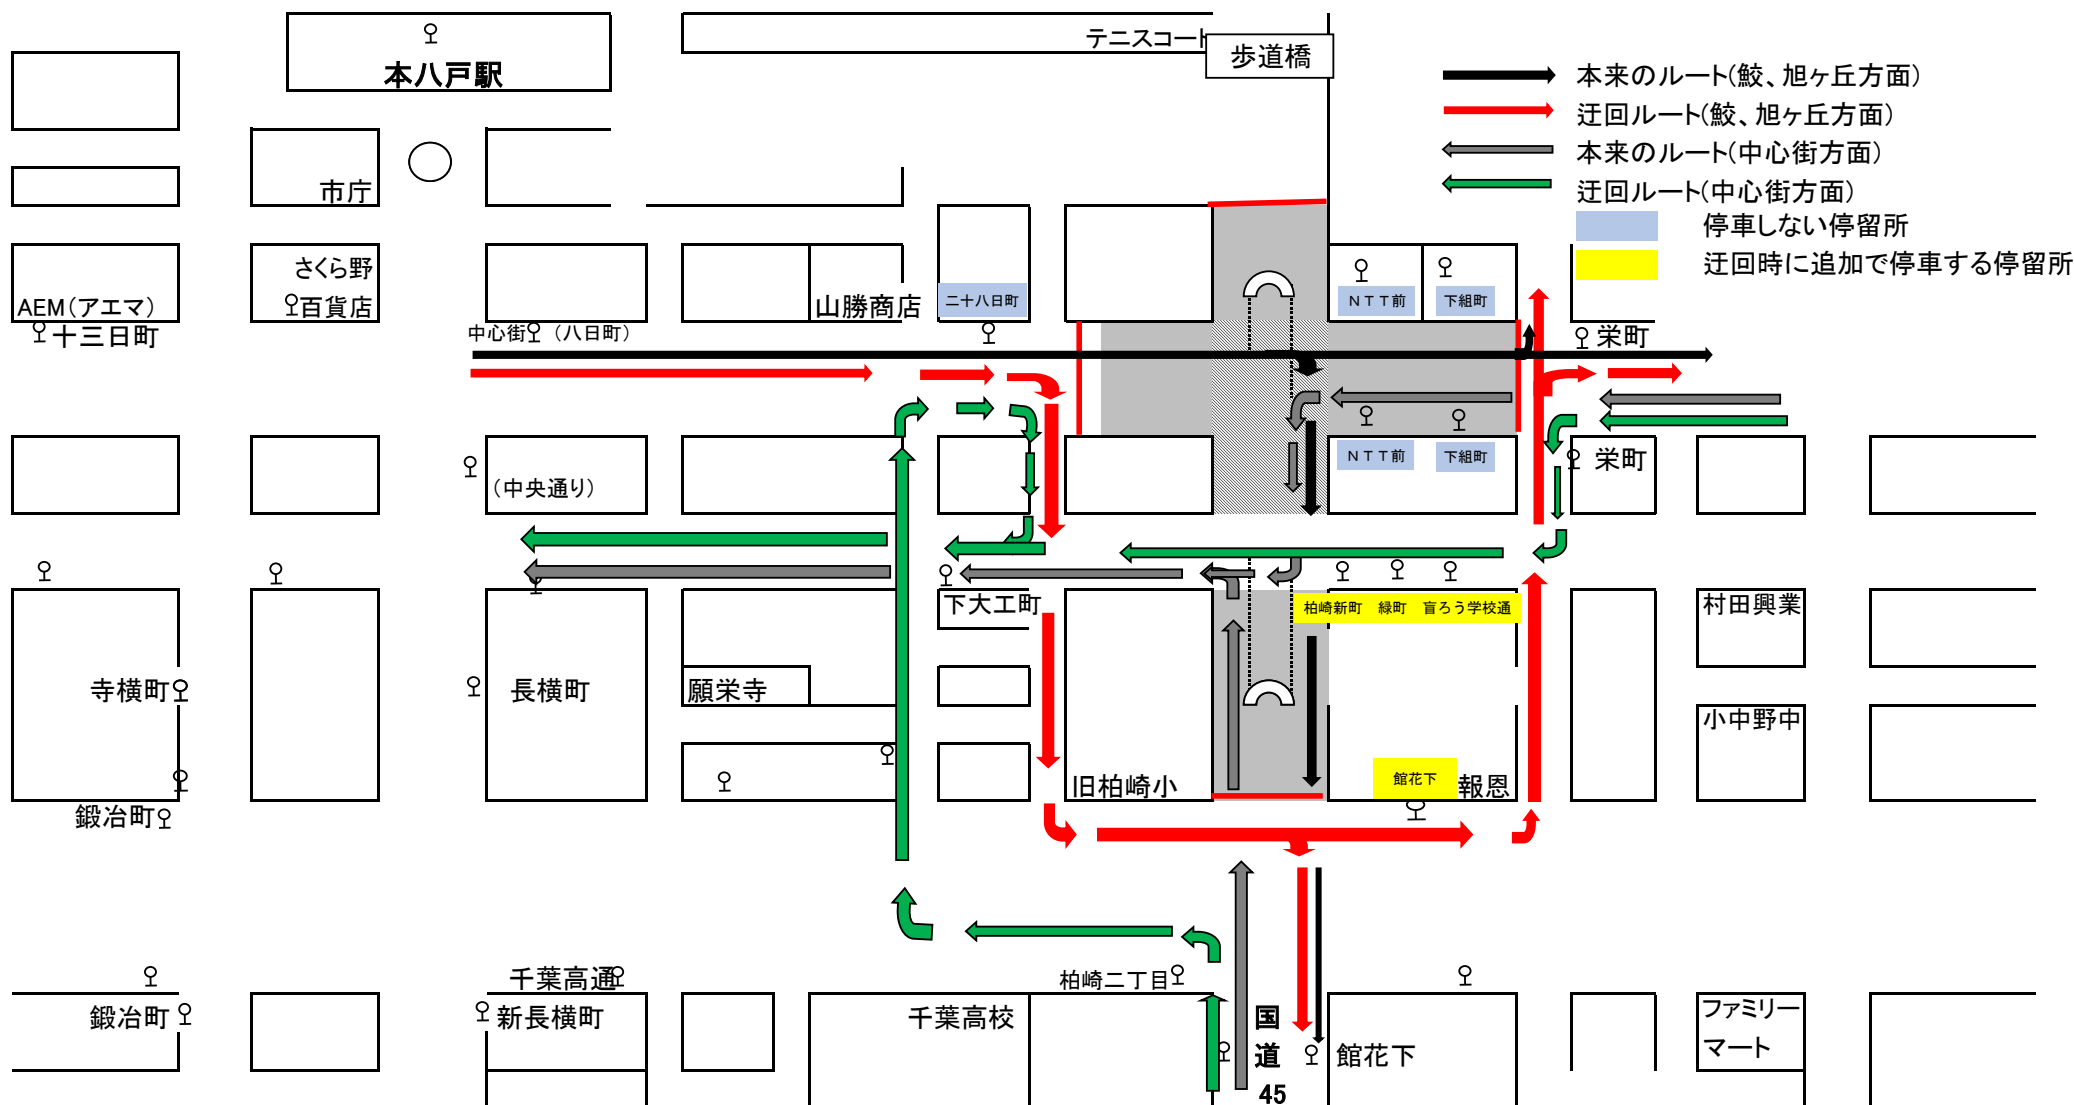 テニスコート
歩道橋
本八戸駅
本来のルート(鮫、旭ヶ丘方面)
迂回ルート(鮫、旭ヶ丘方面)
本来のルート(中心街方面)
迂回ルート(中心街方面)
停車しない停留所
迂回時に追加で停車する停留所
市庁
さくら野
百貨店
AEM(アエマ)
十三日町
中心街 (八日町)
山勝商店
二十八日町
NTT前
下組町
栄町
(中央通り)
NTT前
下組町
栄町
下大工町
柏崎新町 緑町 盲ろう学校通
村田興業
寺横町
長横町
願栄寺
小中野中
旧柏崎小
館花下
報恩
鍛冶町
千葉高通
柏崎二丁目
鍛冶町
新長横町
千葉高校
国
道
45
館花下
ファミリー
マート